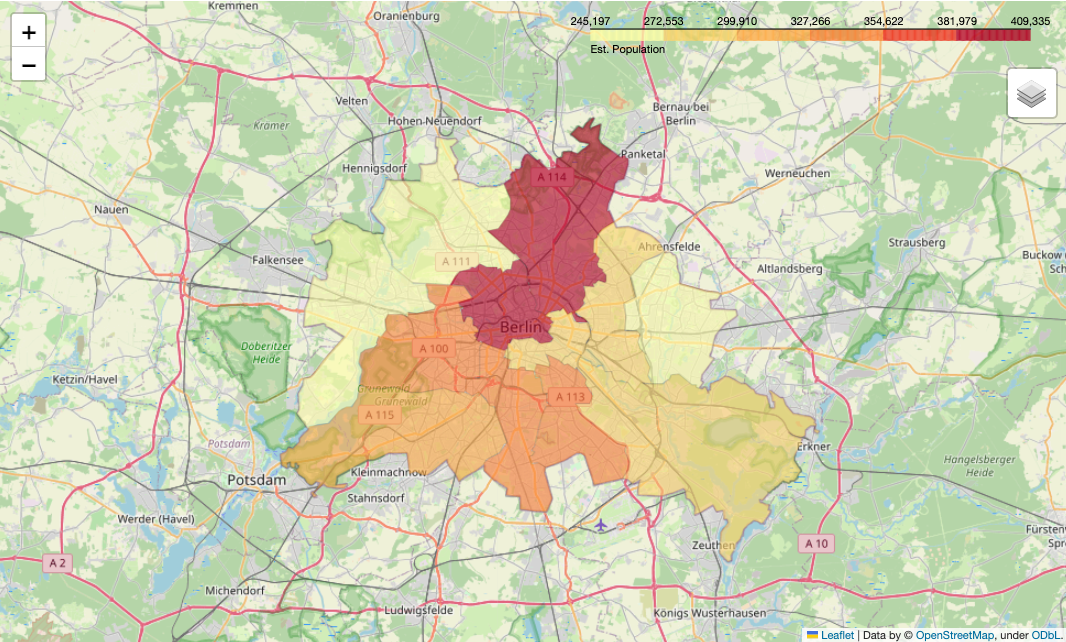 Kremmen
Oranienburg
245,197 272,553 299,910 327,266 354,622 381,979 409,335
Est. Population
+
−
Velten
Hohen Neuendorf
Bernau bei
Berlin
Krämer
Hennigsdorf
Panketal
A 114
Werneuchen
Nauen
Falkensee
A 111
Ahrensfelde
Strausberg
Altlandsberg
Buckow
Berlin
Döberitzer
Heide
A 100
Ketzin/Havel
Grunewald
Grunewald
A 113
A 115
Potsdam
Erkner
Hangelsberger
Heide
Potsdam
Kleinmachnow
Stahnsdorf
Werder (Havel)
Zeuthen
A 10
A 2
Michendorf
Ludwigsfelde
Königs Wusterhausen
Leaflet | Data by © OpenStreetMap, under ODbL.